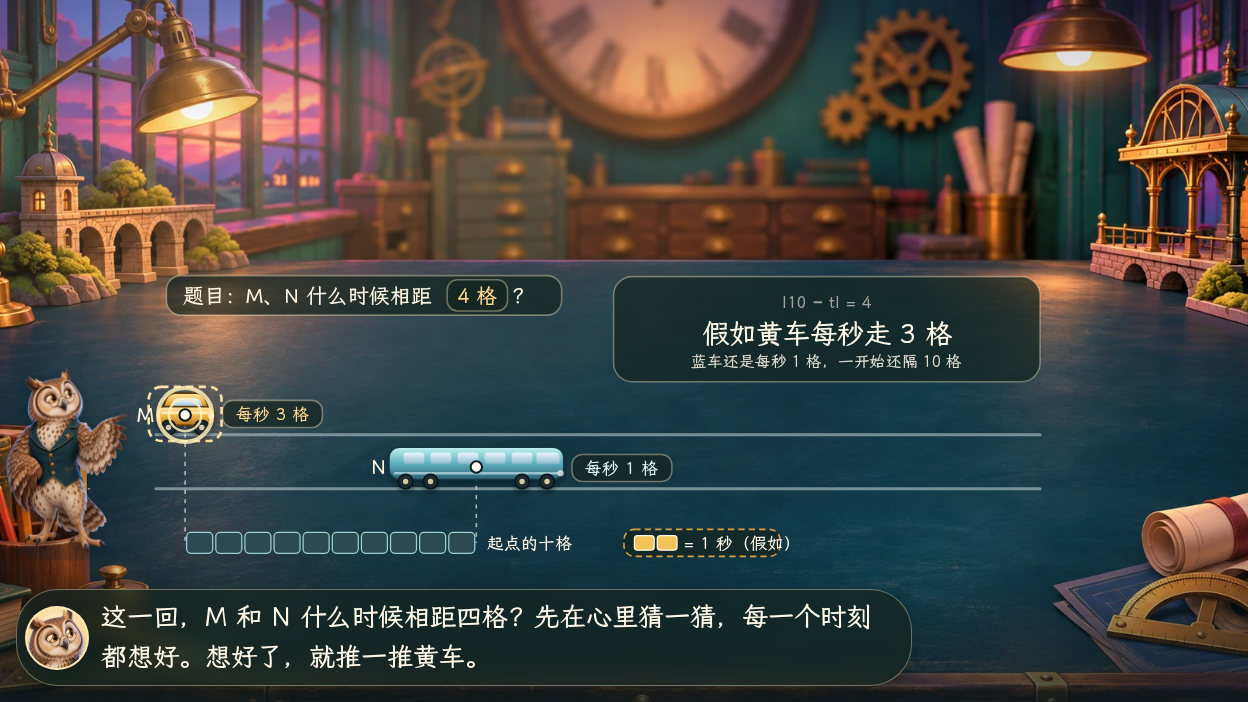 题目：M、N 什么时候相距 4 格 ？
|10 − t| = 4
假如黄车每秒走 3 格
蓝车还是每秒 1 格，一开始还隔 10 格
M
每秒 3 格
N
每秒 1 格
起点的十格
= 1 秒（假如）
这一回，M 和 N 什么时候相距四格？先在心里猜一猜，每一个时刻
都想好。想好了，就推一推黄车。